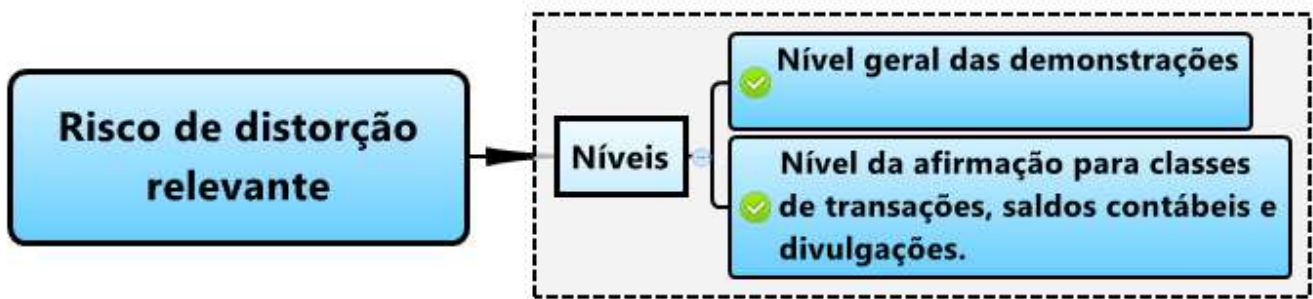 Risco de distorção
relevante
Níveis
Nível geral das demonstrações
Nível da afirmação para classes
de transações, saldos contábeis e
divulgações.